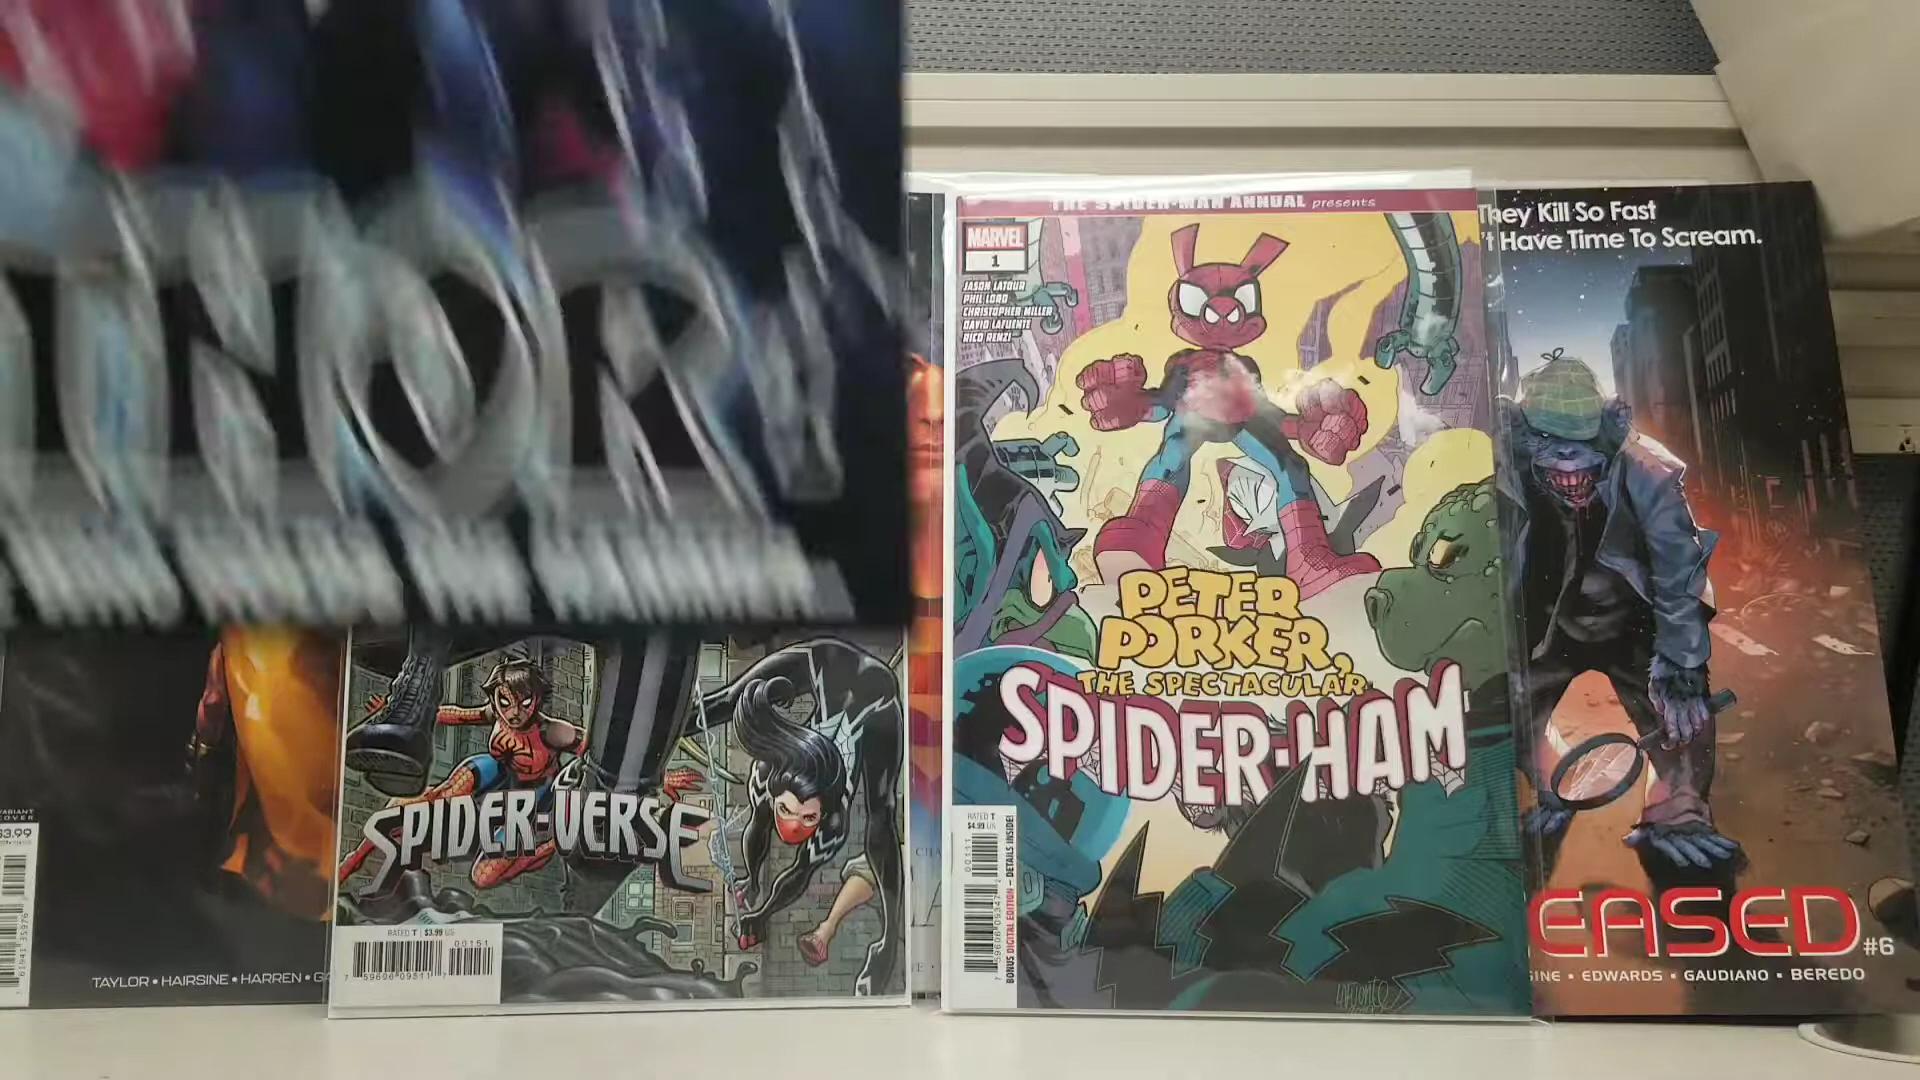 THE SPIDER-MAN ANNUAL presents
MARVEL
1
JASON LATOUR
PHIL LORD
CHRISTOPHER MILLER
DAVID LAFUENTE
RICO RENZI
PETER
PORKER,
THE SPECTACULAR
SPIDER-HAM
RATED T
$4.99 US
BONUS DIGITAL EDITION – DETAILS INSIDE!
They Kill So Fast
't Have Time To Scream.
EASED
#6
SINE • EDWARDS • GAUDIANO • BEREDO
SPIDER-VERSE
RATED T $3.99 US
00151
VARIANT
COVER
$3.99
TAYLOR • HAIRSINE • HARREN • GA